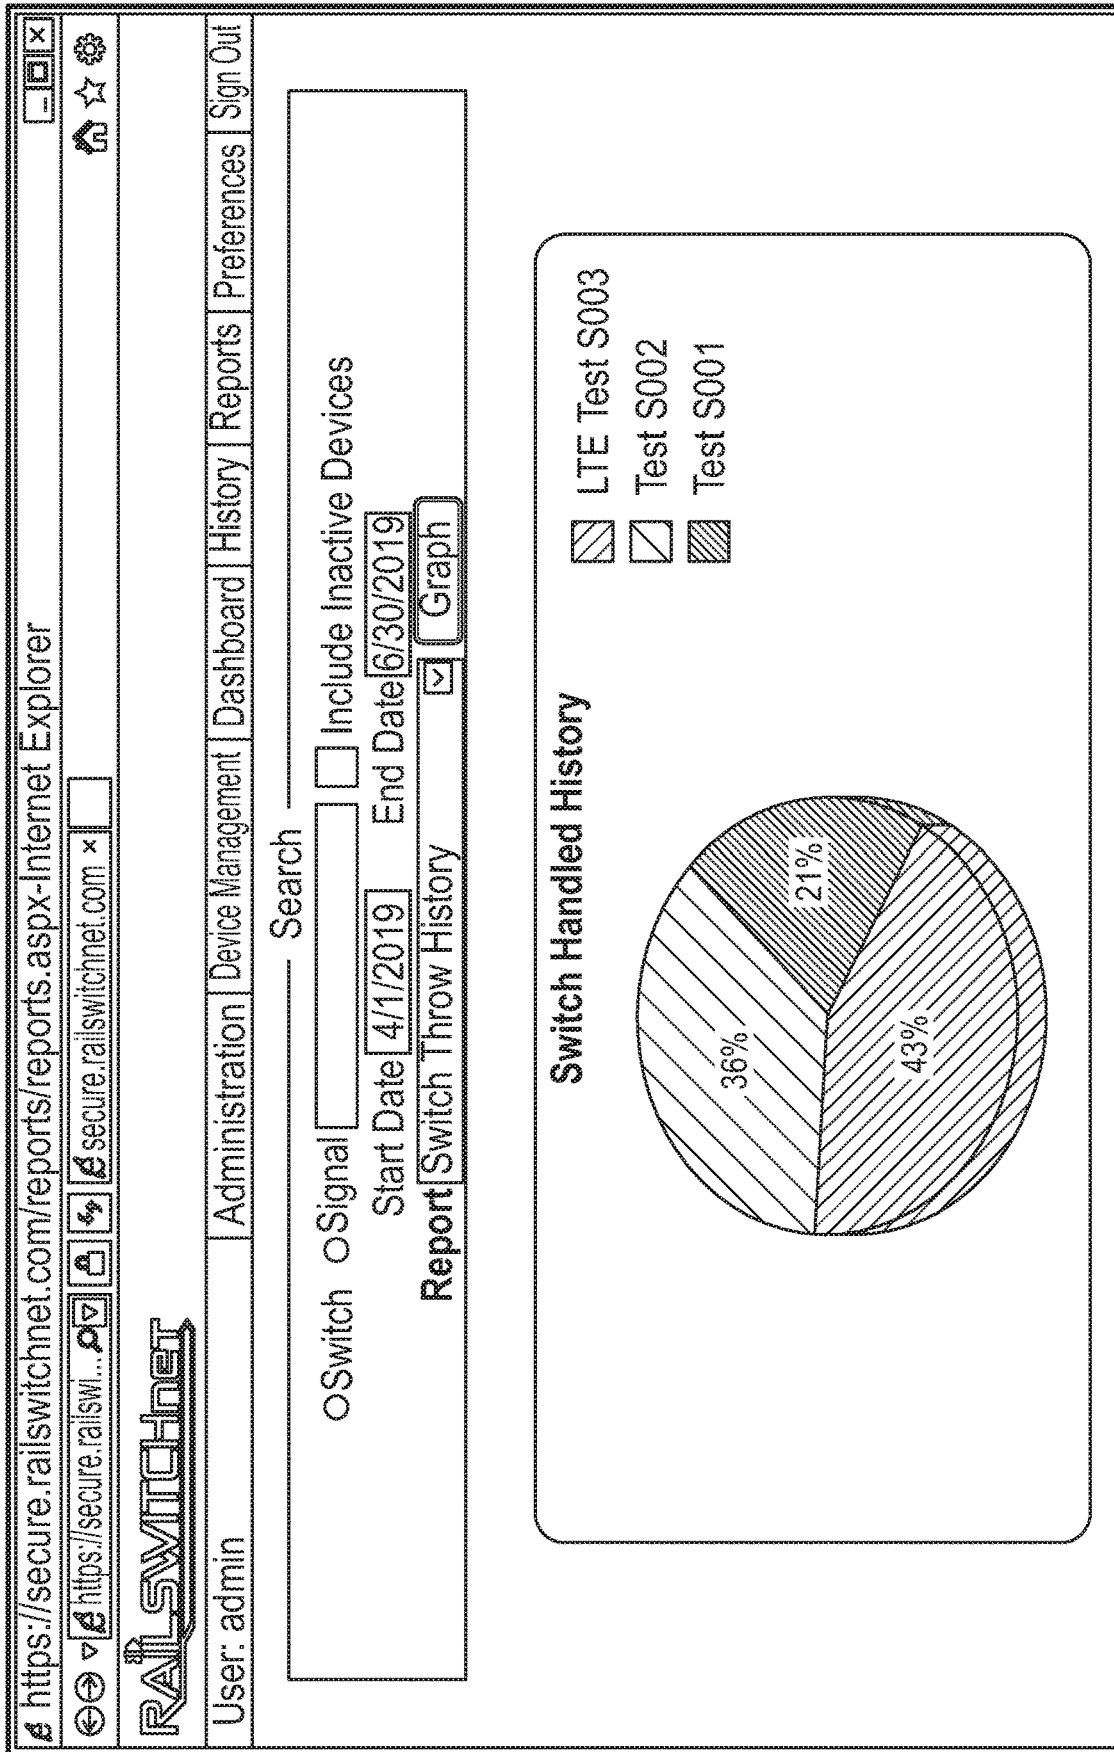 https://secure.railswitchnet.com/reports/reports.aspx-Internet Explorer
https://secure.railswi... secure.railswitchnet.com ×
RAILSWITCHnet
User: admin Administration Device Management Dashboard History Reports Preferences Sign Out
Search
Switch Signal Include Inactive Devices
Start Date 4/1/2019 End Date 6/30/2019
Report Switch Throw History Graph
Switch Handled History
LTE Test S003
Test S002
Test S001
36%
21%
43%